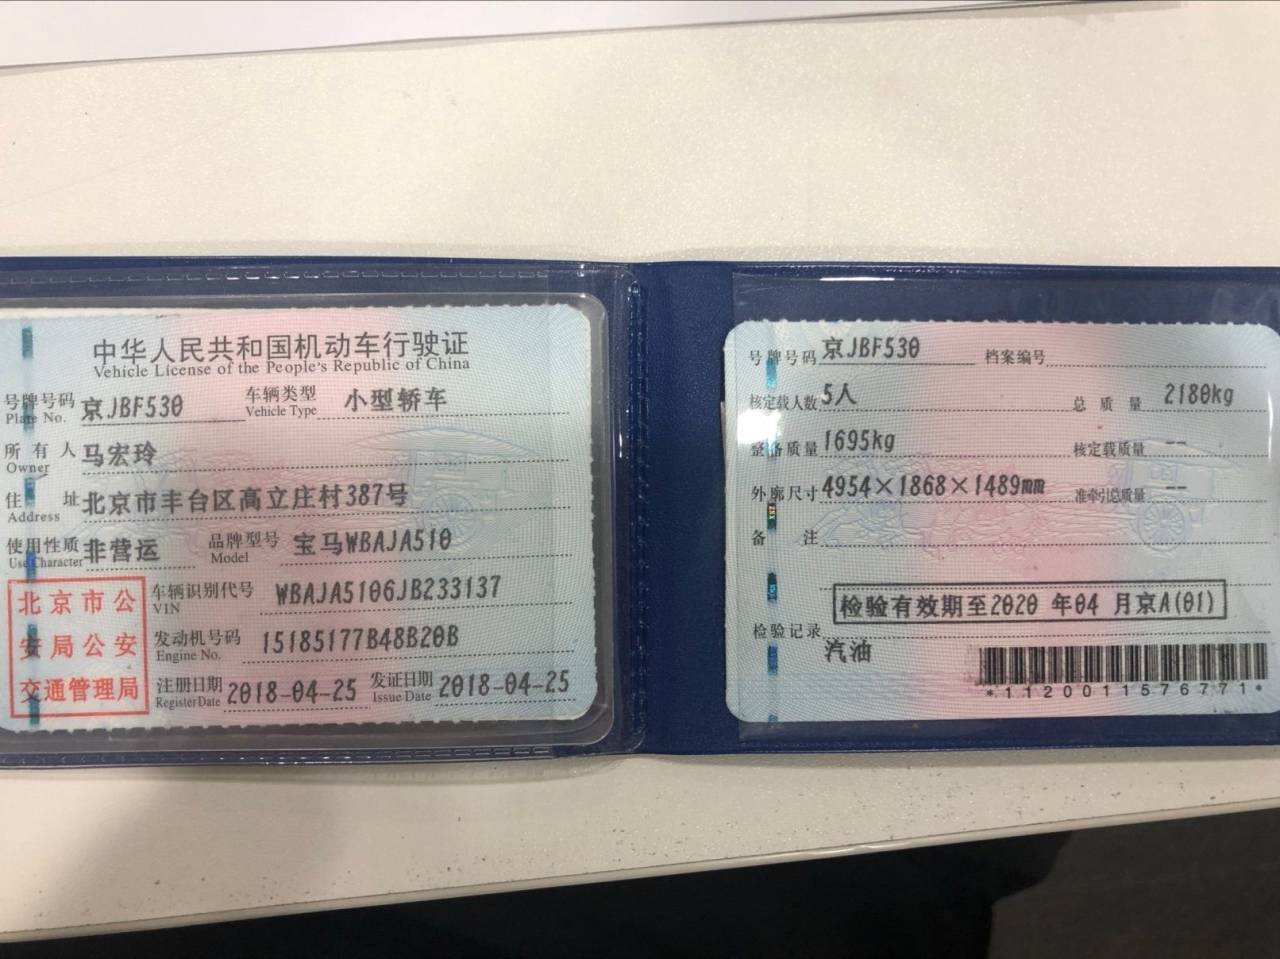 中华人民共和国机动车行驶证
Vehicle License of the People's Republic of China
号牌号码 京JBF530 车辆类型 小型轿车
Plate No. Vehicle Type
所有人 马宏玲
Owner
住址 北京市丰台区高立庄村387号
Address
使用性质 非营运 品牌型号 宝马WBAJA510
Use Character Model
北京市公安局公安交通管理局
车辆识别代号 WBAJA5106JB233137
VIN
发动机号码 15185177B48B20B
Engine No.
注册日期 2018-04-25 发证日期 2018-04-25
Register Date Issue Date
号牌号码 京JBF530 档案编号
核定载人数 5人 总质量 2180kg
整备质量 1695kg 核定载质量 --
外廓尺寸 4954×1868×1489mm 准牵引总质量 --
备注
检验有效期至2020 年04 月京A(01)
检验记录
汽油
*1120011576771*